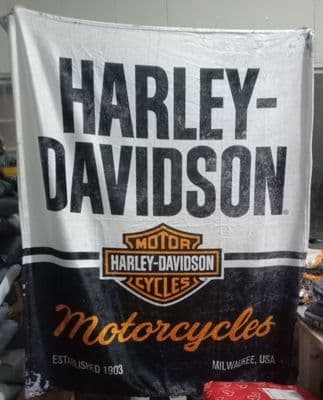 HARLEY-
DAVIDSON
MOTOR
HARLEY-DAVIDSON
CYCLES
Motorcycles
ESTABLISHED 1903
MILWAUKEE, USA